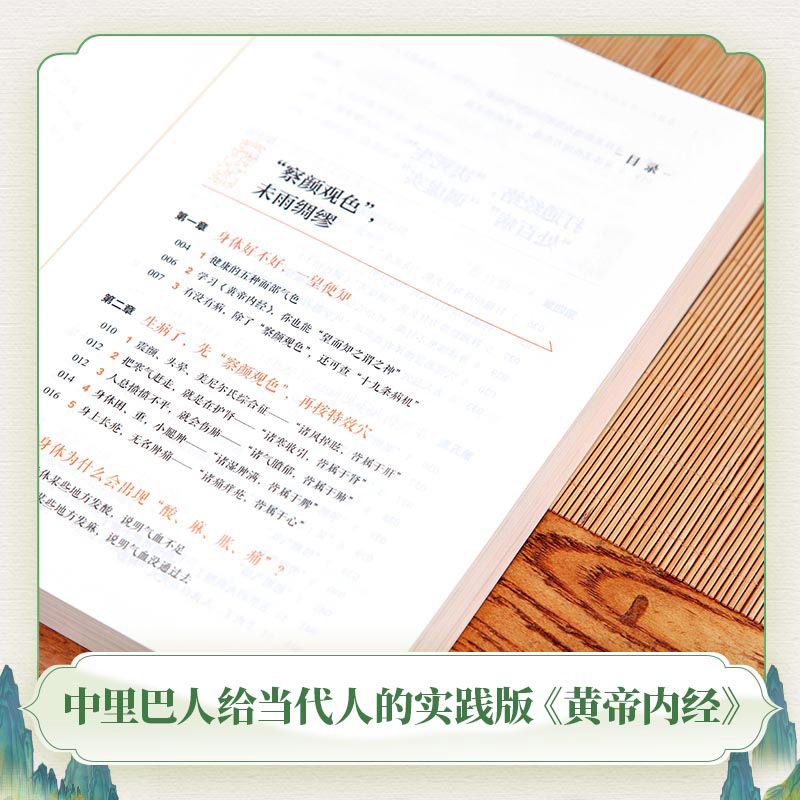 目录
“察颜观色”，
未雨绸缪
第一章 身体好不好，一望便知
004 1 健康的五种面部气色
006 2 学习《黄帝内经》，你也能“望而知之谓之神”
007 3 有没有病，除了“察颜观色”，还可查“十九条病机”
第二章 生病了，先“察颜观色”，再按特效穴
010 1 震颤、头晕、美尼尔氏综合征——“诸风掉眩，皆属于肝”
012 2 把寒气赶走，就是在护肾——“诸寒收引，皆属于肾”
012 3 人总愤愤不平，就会伤肺——“诸气膹郁，皆属于肺”
014 4 身体困、重，小腿肿——“诸湿肿满，皆属于脾”
016 5 身上长疮，无名肿痛——“诸痛痒疮，皆属于心”
身体为什么会出现“酸、麻、胀、痛”？
体某些地方发酸，说明气血不足
某些地方发麻，说明气血没通过去
中里巴人给当代人的实践版《黄帝内经》